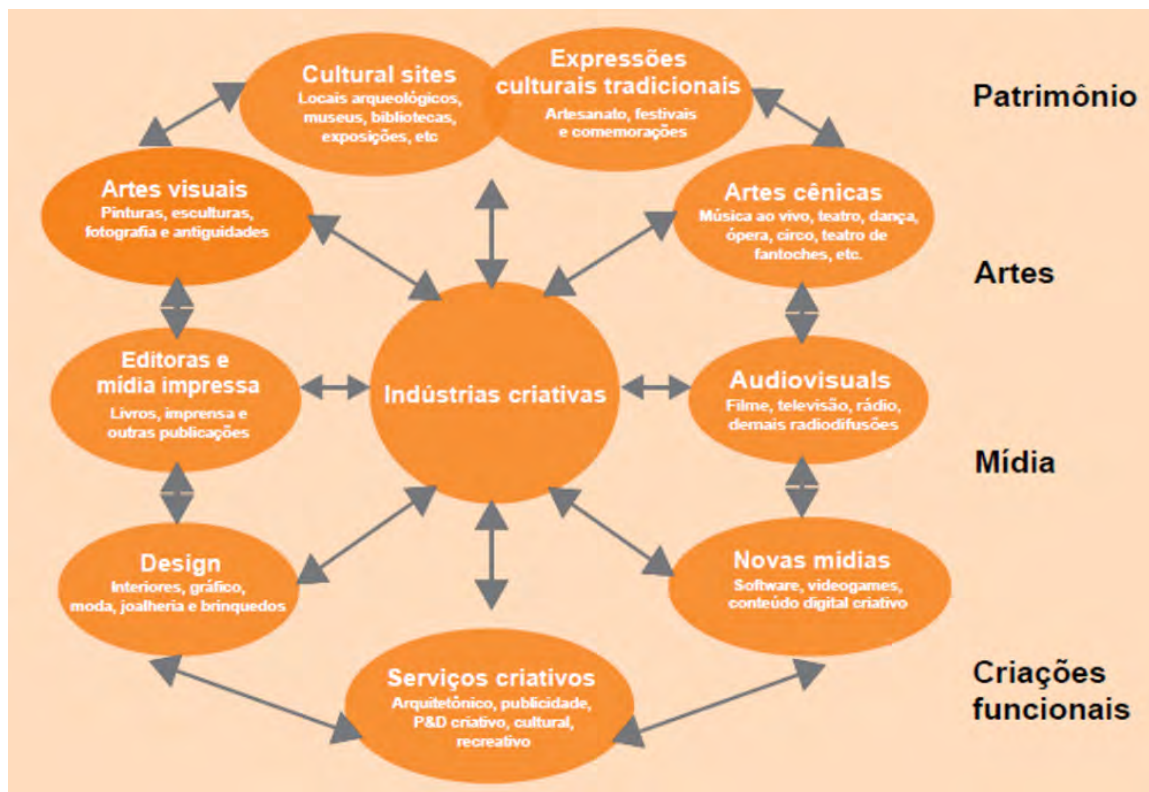 Cultural sites
Locais arqueológicos,
museus, bibliotecas,
exposições, etc
Expressões
culturais tradicionais
Artesanato, festivais
e comemorações
Patrimônio
Artes visuais
Pinturas, esculturas,
fotografia e antiguidades
Artes cênicas
Música ao vivo, teatro, dança,
ópera, circo, teatro de
fantoches, etc.
Artes
Editoras e
mídia impressa
Livros, imprensa e
outras publicações
Indústrias criativas
Audiovisuals
Filme, televisão, rádio,
demais radiodifusões
Mídia
Design
Interiores, gráfico,
moda, joalheria e brinquedos
Novas mídias
Software, videogames,
conteúdo digital criativo
Serviços criativos
Arquitetônico, publicidade,
P&D criativo, cultural,
recreativo
Criações
funcionais